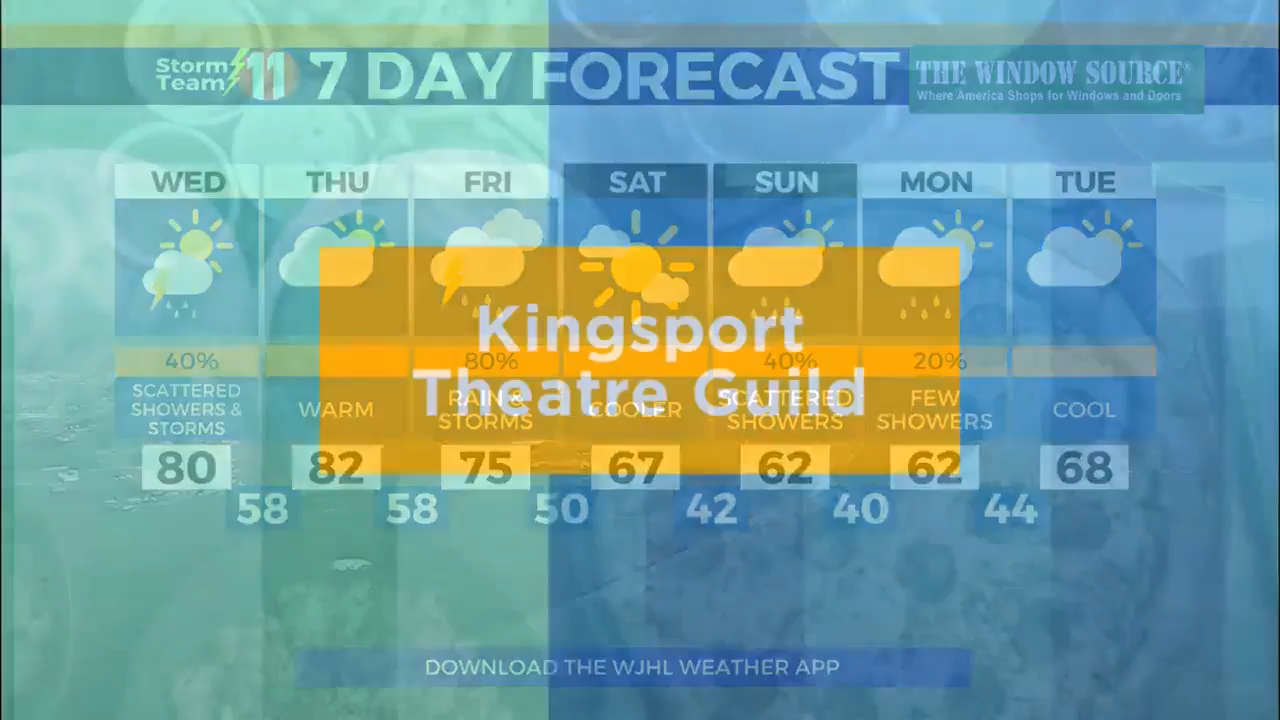 Storm
Team 11
7 DAY FORECAST
THE WINDOW SOURCE®
Where America Shops for Windows and Doors
WED THU FRI SAT SUN MON TUE
Kingsport
Theatre Guild
40% 80% 40% 20%
SCATTERED
SHOWERS &
STORMS
WARM
RAIN &
STORMS
COOLER
SCATTERED
SHOWERS
FEW
SHOWERS
COOL
80 82 75 67 62 62 68
58 58 50 42 40 44
DOWNLOAD THE WJHL WEATHER APP